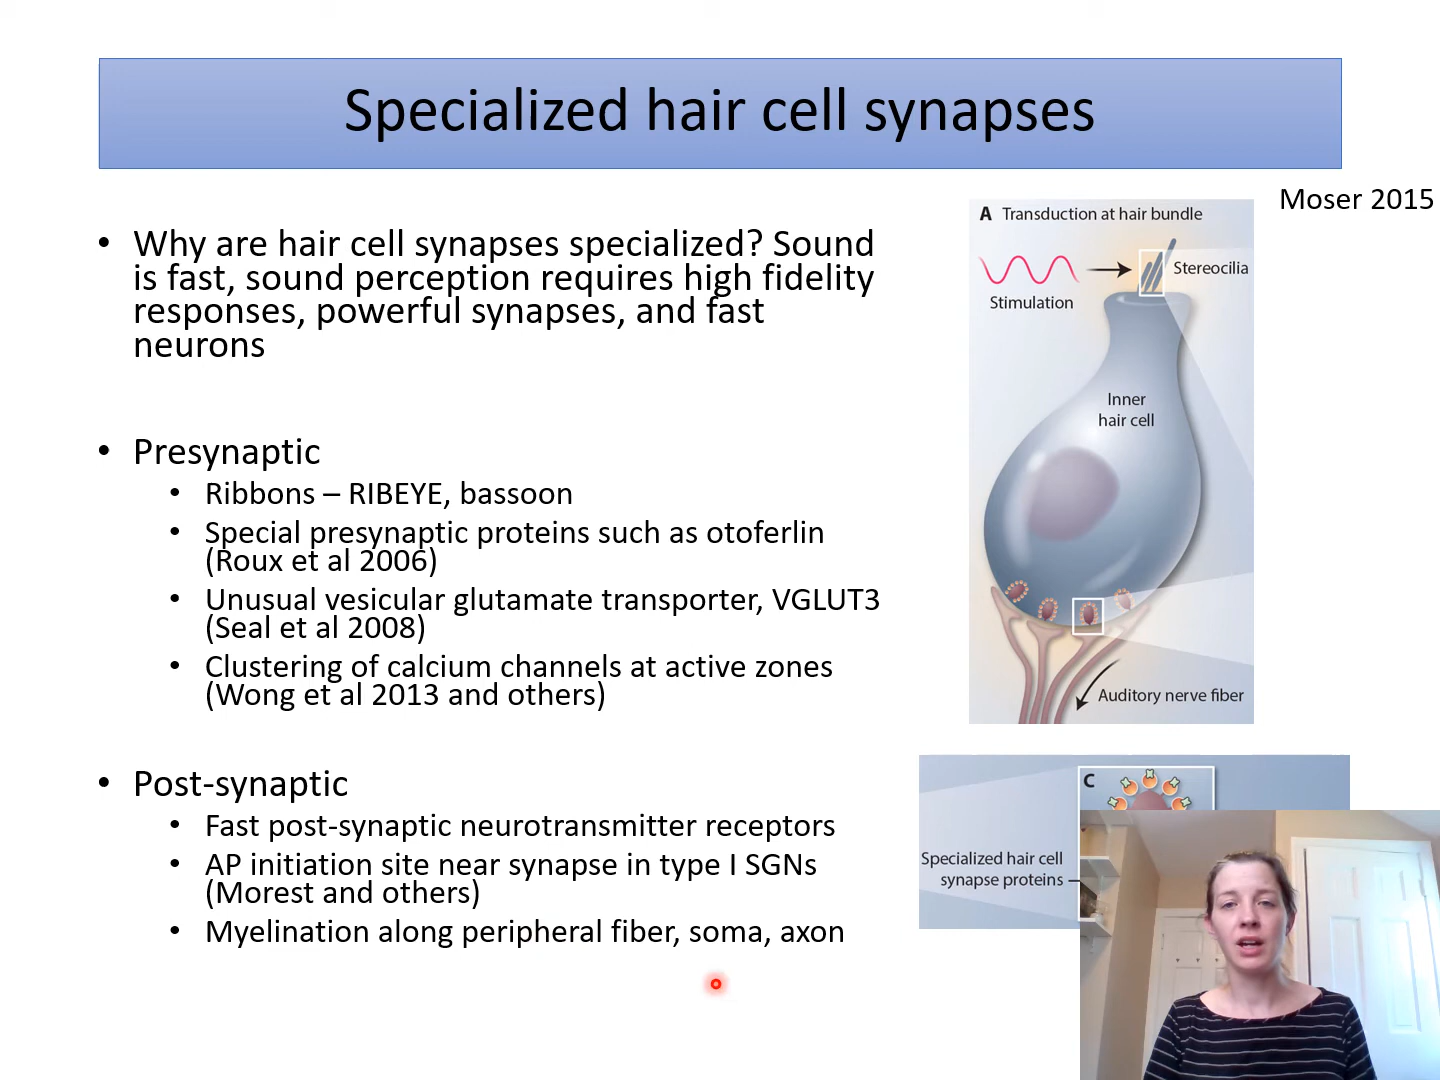 Specialized hair cell synapses
Moser 2015
• Why are hair cell synapses specialized? Sound
is fast, sound perception requires high fidelity
responses, powerful synapses, and fast
neurons
• Presynaptic
• Ribbons – RIBEYE, bassoon
• Special presynaptic proteins such as otoferlin
(Roux et al 2006)
• Unusual vesicular glutamate transporter, VGLUT3
(Seal et al 2008)
• Clustering of calcium channels at active zones
(Wong et al 2013 and others)
• Post-synaptic
• Fast post-synaptic neurotransmitter receptors
• AP initiation site near synapse in type I SGNs
(Morest and others)
• Myelination along peripheral fiber, soma, axon
A Transduction at hair bundle
Stereocilia
Stimulation
Inner
hair cell
Auditory nerve fiber
C
Specialized hair cell
synapse proteins